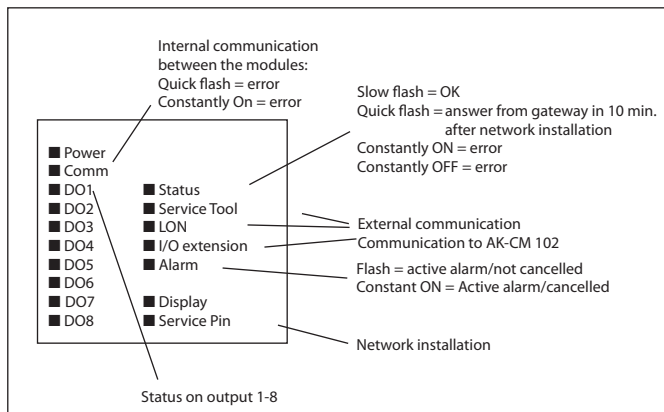 Internal communication
between the modules:
Quick flash = error
Constantly On = error
Slow flash = OK
Quick flash = answer from gateway in 10 min.
after network installation
Constantly ON = error
Constantly OFF = error
■ Power
■ Comm
■ DO1 ■ Status
■ DO2 ■ Service Tool
■ DO3 ■ LON
■ DO4 ■ I/O extension
■ DO5 ■ Alarm
■ DO6
■ DO7 ■ Display
■ DO8 ■ Service Pin
External communication
Communication to AK-CM 102
Flash = active alarm/not cancelled
Constant ON = Active alarm/cancelled
Network installation
Status on output 1-8